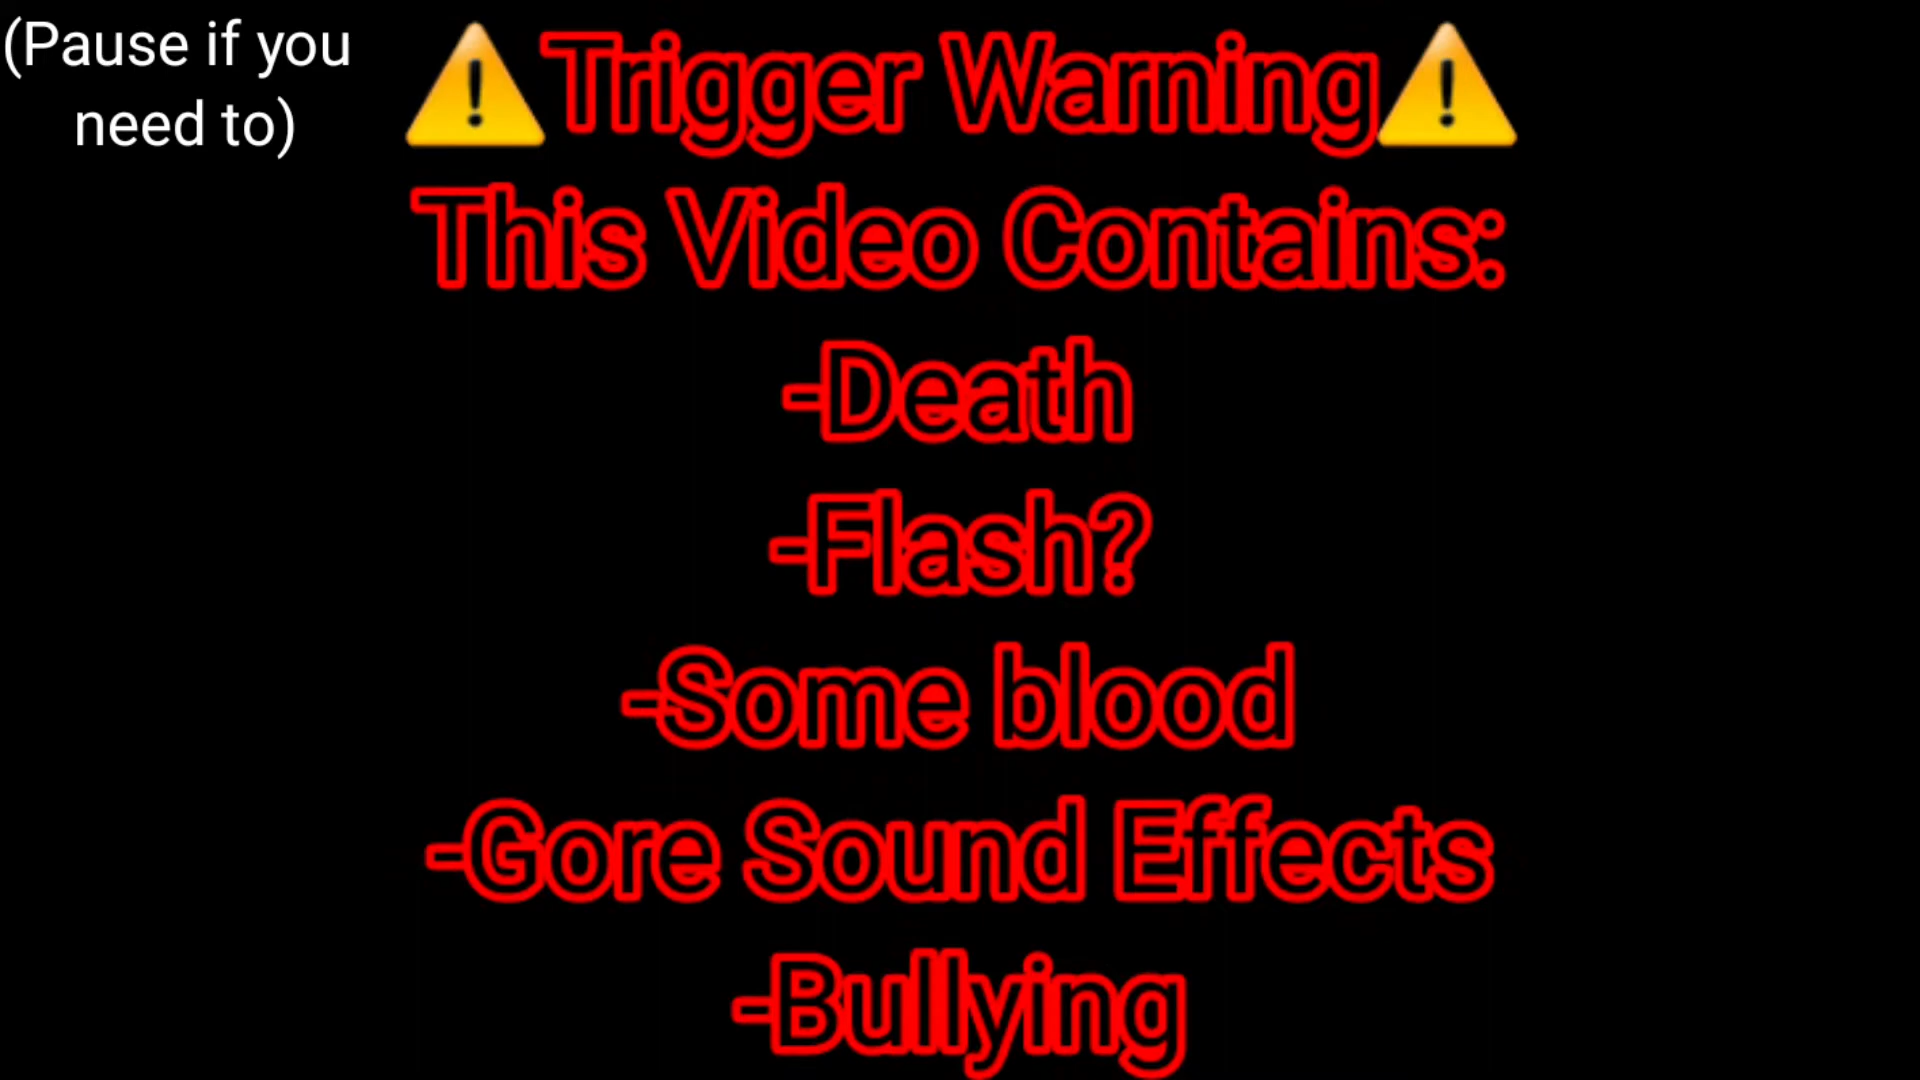 (Pause if you
need to)
⚠️Trigger Warning⚠️
This Video Contains:
-Death
-Flash?
-Some blood
-Gore Sound Effects
-Bullying